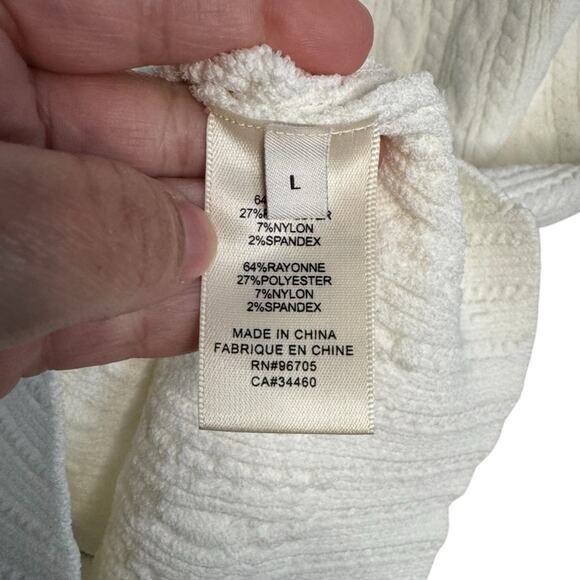 L
27%
7%NYLON
2%SPANDEX
64%RAYONNE
27%POLYESTER
7%NYLON
2%SPANDEX
MADE IN CHINA
FABRIQUE EN CHINE
RN#96705
CA#34460